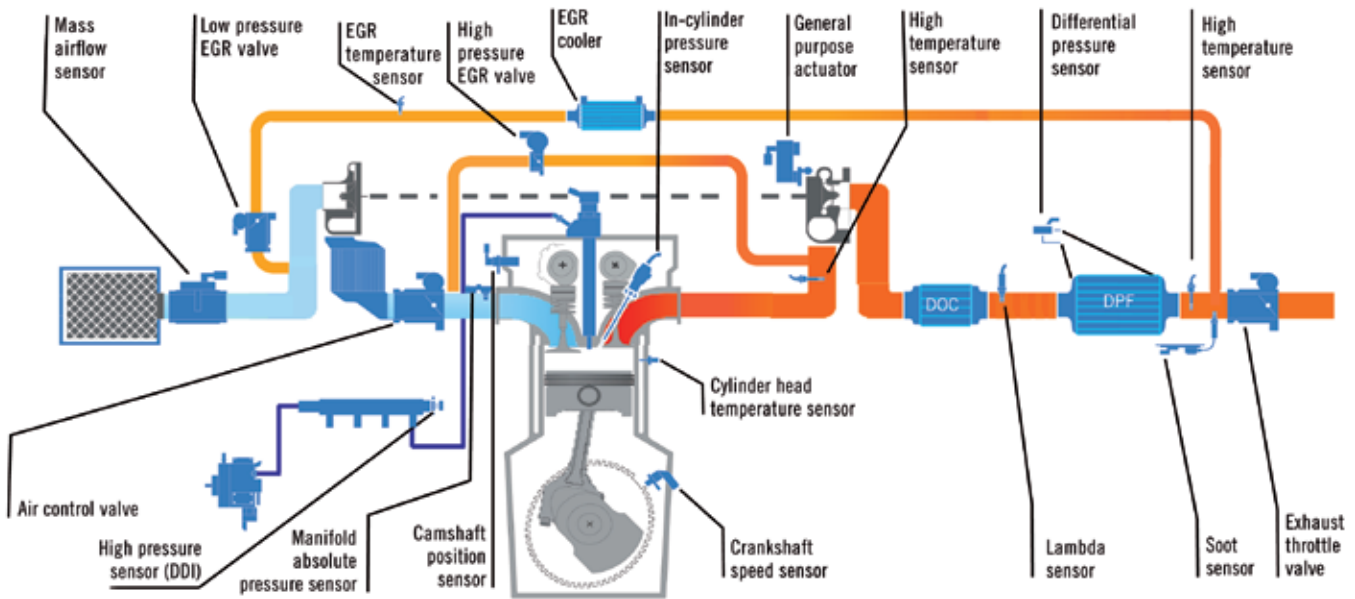 Mass
airflow
sensor
Low pressure
EGR valve
EGR
temperature
sensor
High
pressure
EGR valve
EGR
cooler
In-cylinder
pressure
sensor
General
purpose
actuator
High
temperature
sensor
Differential
pressure
sensor
High
temperature
sensor
DOC
DPF
Cylinder head
temperature sensor
Air control valve
High pressure
sensor (DDI)
Manifold
absolute
pressure sensor
Camshaft
position
sensor
Crankshaft
speed sensor
Lambda
sensor
Soot
sensor
Exhaust
throttle
valve